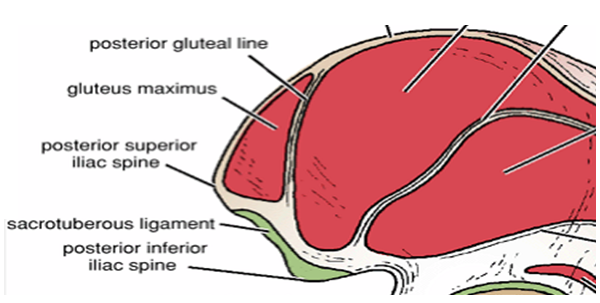 posterior gluteal line
gluteus maximus
posterior superior
iliac spine
sacrotuberous ligament
posterior inferior
iliac spine